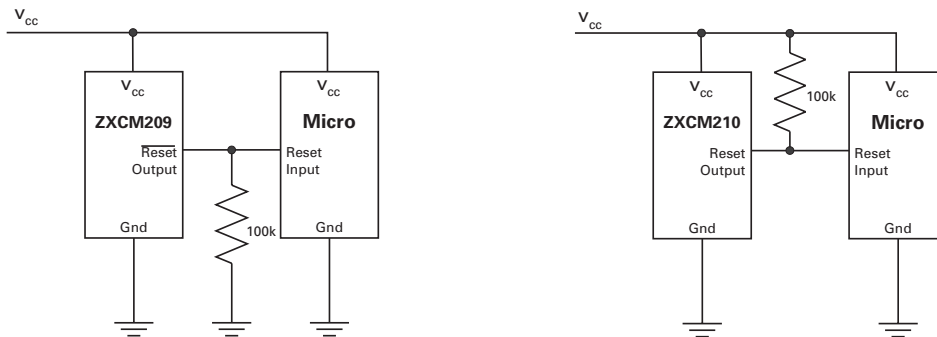 Vcc
Vcc
ZXCM209
Reset
Output
Gnd
100k
Vcc
Micro
Reset
Input
Gnd
Vcc
Vcc
ZXCM210
Reset
Output
Gnd
100k
Vcc
Micro
Reset
Input
Gnd